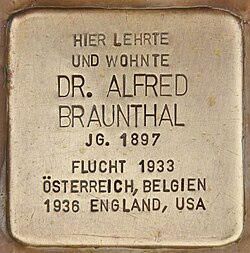 HIER LEHRTE
UND WOHNTE
DR. ALFRED
BRAUNTHAL
JG. 1897
FLUCHT 1933
ÖSTERREICH, BELGIEN
1936 ENGLAND, USA